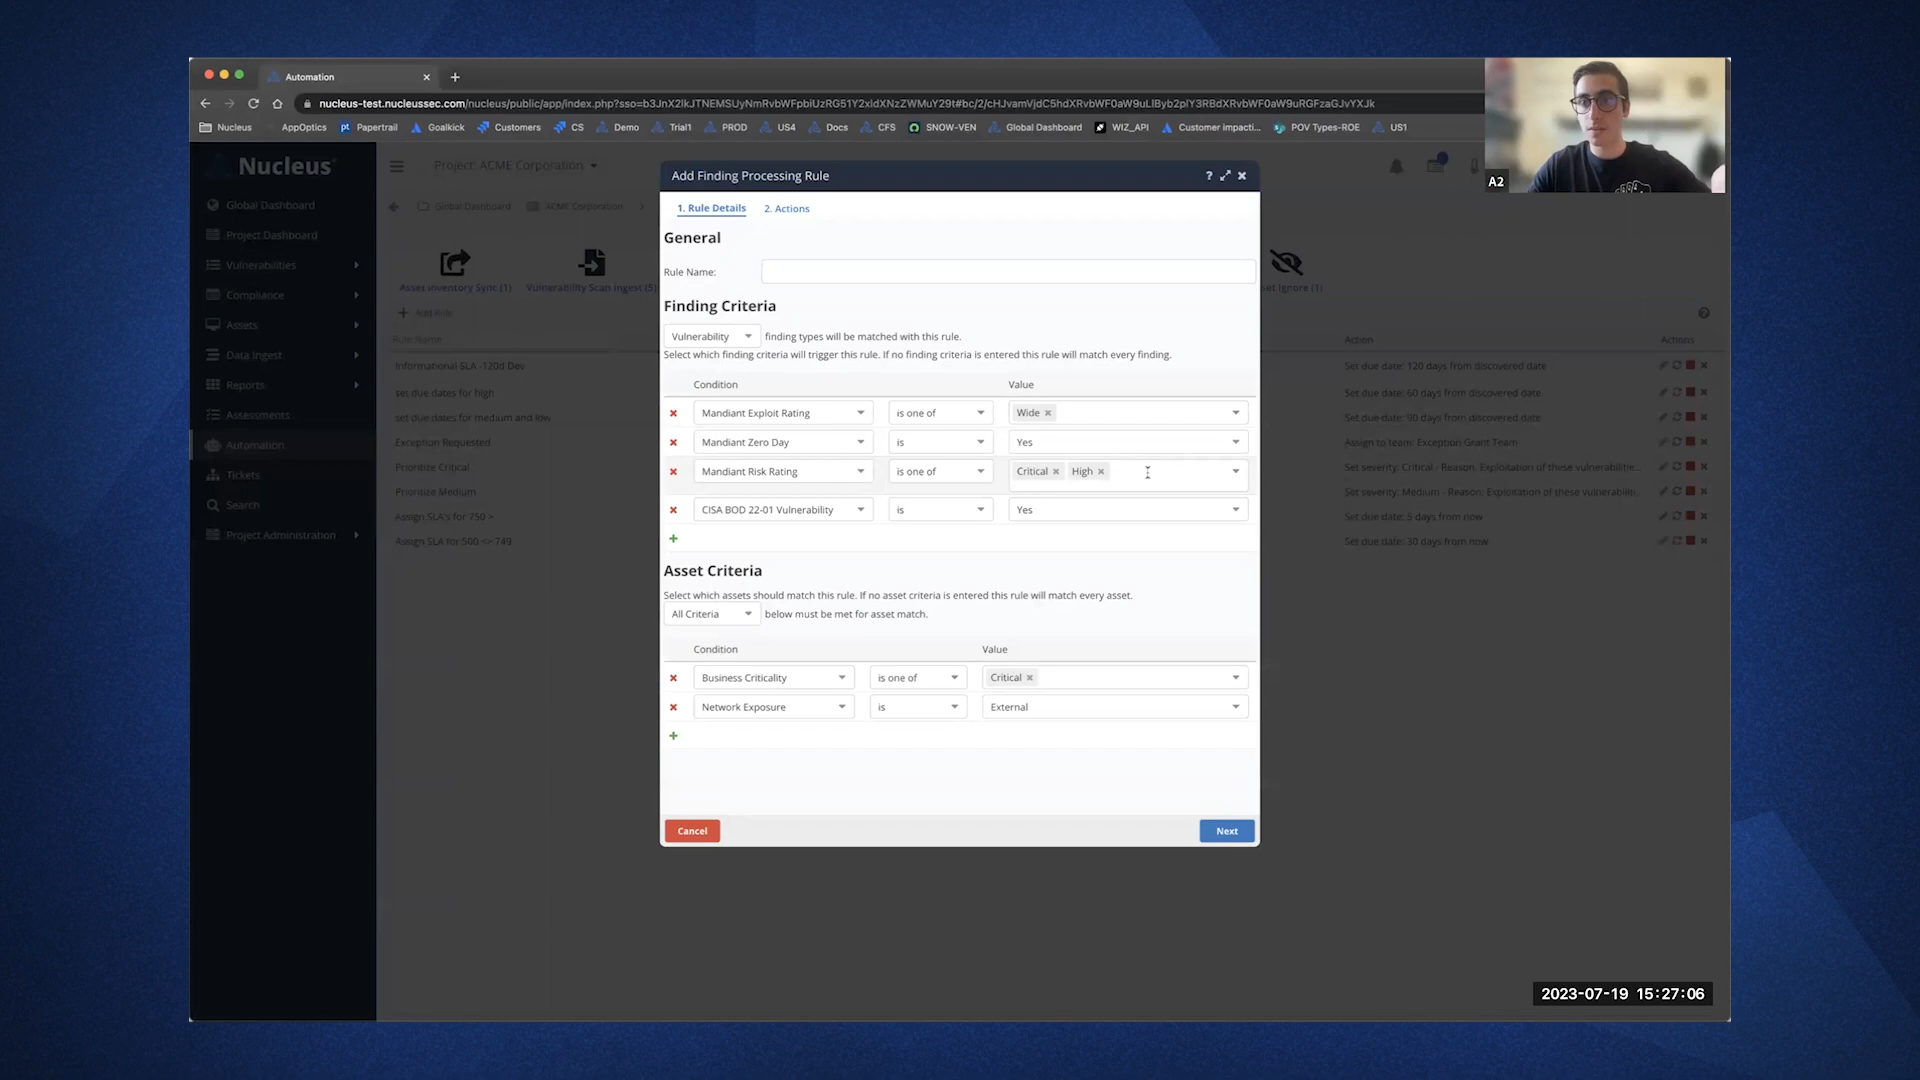 Automation
nucleus-test.nucleussec.com/nucleus/public/app/index.php?sso=b3JnX2lkJTNEMSUyNmRvbWFpbiUzRG51Y2xldXNzZWMuY29t#bc/2/cHJvamVjdC5hdXRvbWF0aW9uLlByb2plY3RBdXRvbWF0aW9uRGFzaGJvYXJk
Nucleus AppOptics pt Papertrail Goalkick Customers CS Demo Trial1 PROD US4 Docs CFS SNOW-VEN Global Dashboard WIZ_API Customer impacti... POV Types-ROE US1
A2
Nucleus
Project: ACME Corporation
Global Dashboard
Project Dashboard
Vulnerabilities
Compliance
Assets
Data Ingest
Reports
Assessments
Automation
Tickets
Search
Project Administration
Global Dashboard ACME Corporation
Asset Inventory Sync (1) Vulnerability Scan Ingest (5)
set Ignore (1)
Add Rule
Rule Name
Action Actions
Informational SLA -120d Dev
set due dates for high
set due dates for medium and low
Exception Requested
Prioritize Critical
Prioritize Medium
Assign SLA's for 750 >
Assign SLA for 500 <> 749
Set due date: 120 days from discovered date
Set due date: 60 days from discovered date
Set due date: 90 days from discovered date
Assign to team: Exception Grant Team
Set severity: Critical - Reason: Exploitation of these vulnerabilitie...
Set severity: Medium - Reason: Exploitation of these vulnerabiliti...
Set due date: 5 days from now
Set due date: 30 days from now
Add Finding Processing Rule
1. Rule Details 2. Actions
General
Rule Name:
Finding Criteria
Vulnerability finding types will be matched with this rule.
Select which finding criteria will trigger this rule. If no finding criteria is entered this rule will match every finding.
Condition Value
Mandiant Exploit Rating is one of Wide
Mandiant Zero Day is Yes
Mandiant Risk Rating is one of Critical High
CISA BOD 22-01 Vulnerability is Yes
Asset Criteria
Select which assets should match this rule. If no asset criteria is entered this rule will match every asset.
All Criteria below must be met for asset match.
Condition Value
Business Criticality is one of Critical
Network Exposure is External
Cancel Next
2023-07-19 15:27:06